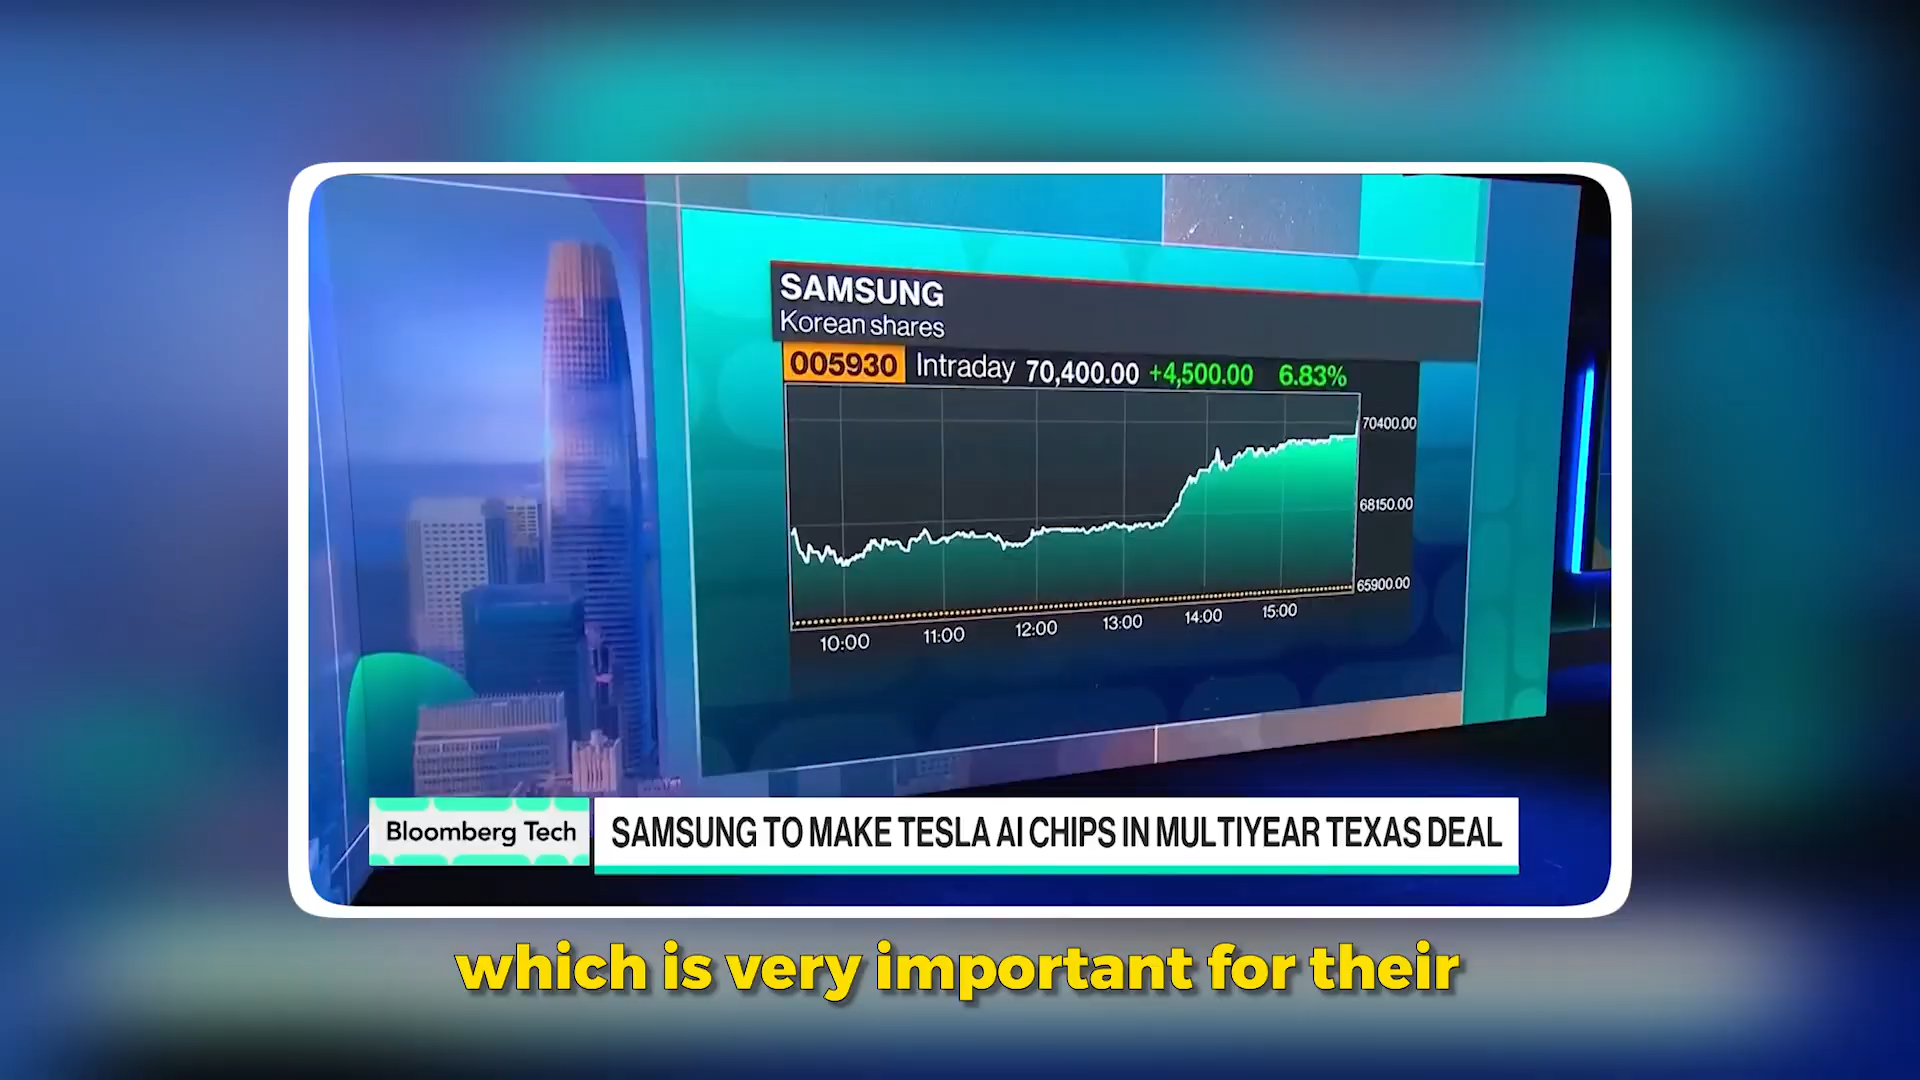 SAMSUNG
Korean shares
005930 Intraday 70,400.00 +4,500.00 6.83%
70400.00
68150.00
65900.00
10:00 11:00 12:00 13:00 14:00 15:00
Bloomberg Tech
SAMSUNG TO MAKE TESLA AI CHIPS IN MULTIYEAR TEXAS DEAL
which is very important for their